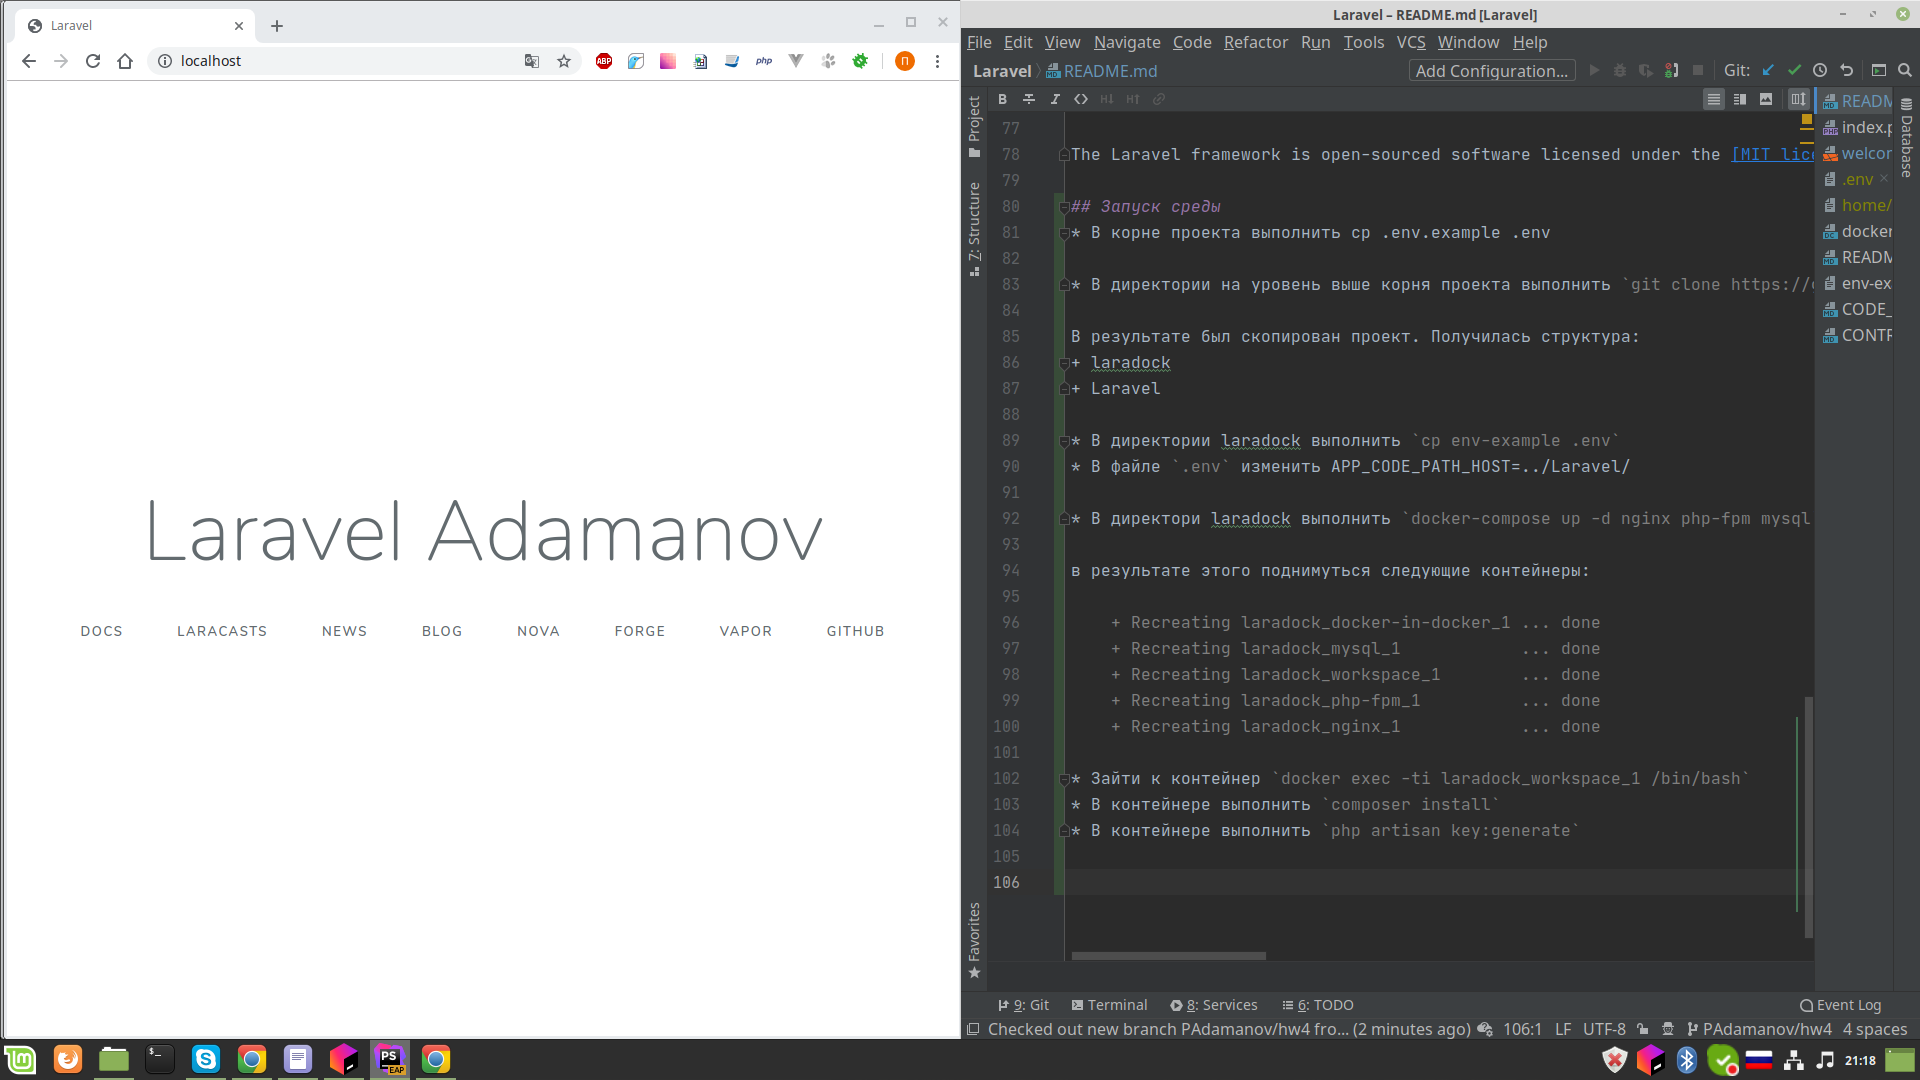 Laravel
localhost
ABP
php
П
Laravel Adamanov
DOCS LARACASTS NEWS BLOG NOVA FORGE VAPOR GITHUB
Laravel – README.md [Laravel]
File Edit View Navigate Code Refactor Run Tools VCS Window Help
Laravel README.md Add Configuration... Git:
Project
7: Structure
Favorites
Database
77
78 The Laravel framework is open-sourced software licensed under the [MIT lic
79
80 ## Запуск среды
81 * В корне проекта выполнить cp .env.example .env
82
83 * В директории на уровень выше корня проекта выполнить `git clone https://
84
85 В результате был скопирован проект. Получилась структура:
86 + laradock
87 + Laravel
88
89 * В директории laradock выполнить `cp env-example .env`
90 * В файле `.env` изменить APP_CODE_PATH_HOST=../Laravel/
91
92 * В директори laradock выполнить `docker-compose up -d nginx php-fpm mysql
93
94 в результате этого поднимуться следующие контейнеры:
95
96 + Recreating laradock_docker-in-docker_1 ... done
97 + Recreating laradock_mysql_1 ... done
98 + Recreating laradock_workspace_1 ... done
99 + Recreating laradock_php-fpm_1 ... done
100 + Recreating laradock_nginx_1 ... done
101
102 * Зайти к контейнер `docker exec -ti laradock_workspace_1 /bin/bash`
103 * В контейнере выполнить `composer install`
104 * В контейнере выполнить `php artisan key:generate`
105
106
READM
index.p
welcor
.env
home/
docker
READM
env-ex
CODE_
CONTR
9: Git Terminal 8: Services 6: TODO Event Log
Checked out new branch PAdamanov/hw4 fro... (2 minutes ago) 106:1 LF UTF-8 PAdamanov/hw4 4 spaces
PS
EAP
21:18